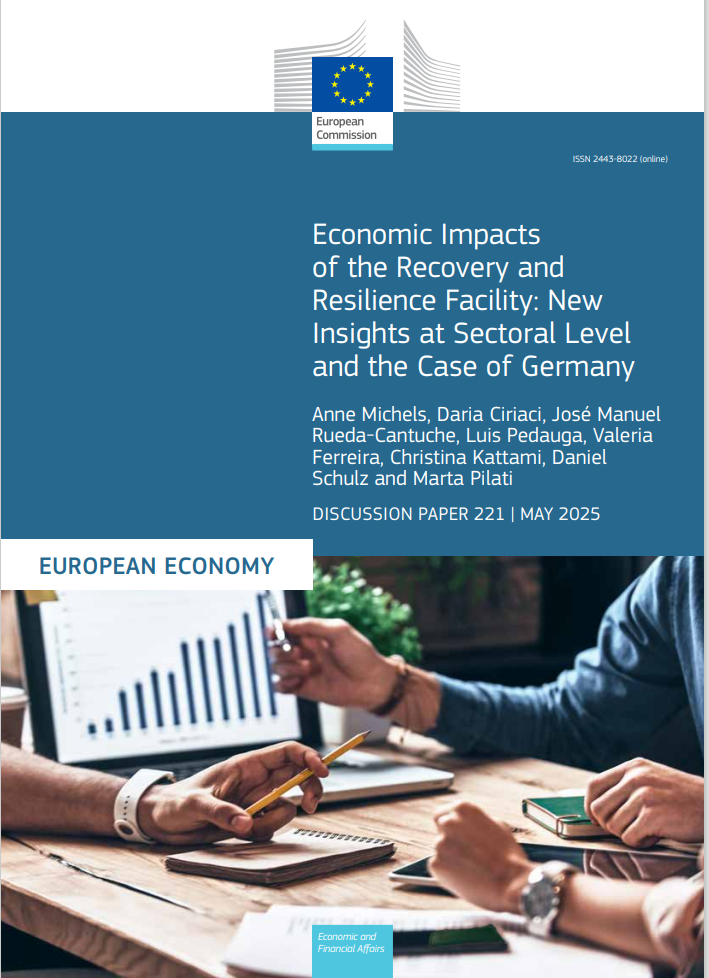 European
Commission
ISSN 2443-8022 (online)
Economic Impacts
of the Recovery and
Resilience Facility: New
Insights at Sectoral Level
and the Case of Germany
Anne Michels, Daria Ciriaci, José Manuel
Rueda-Cantuche, Luis Pedauga, Valeria
Ferreira, Christina Kattami, Daniel
Schulz and Marta Pilati
DISCUSSION PAPER 221 | MAY 2025
EUROPEAN ECONOMY
Economic and
Financial Affairs